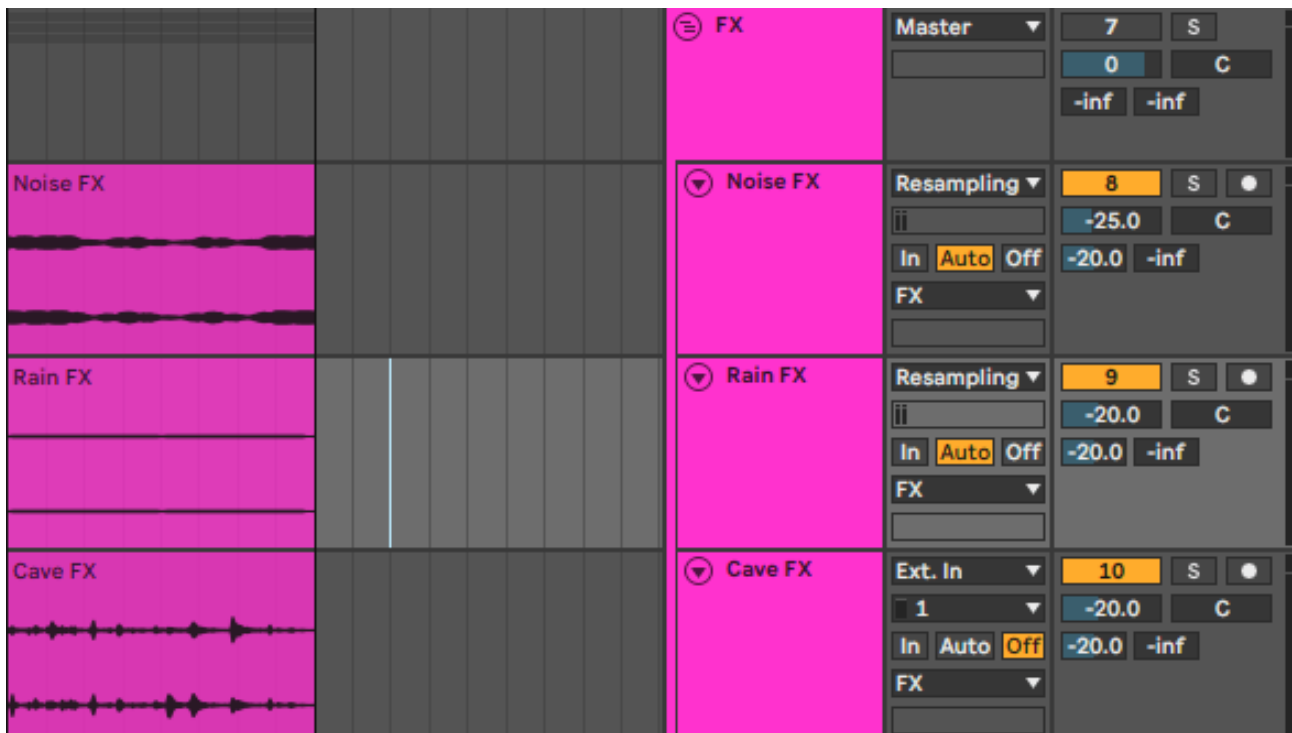 FX Master 7 S
0 C
-inf -inf
Noise FX Noise FX Resampling 8 S
-25.0 C
In Auto Off -20.0 -inf
FX
Rain FX Rain FX Resampling 9 S
-20.0 C
In Auto Off -20.0 -inf
FX
Cave FX Cave FX Ext. In 10 S
1 -20.0 C
In Auto Off -20.0 -inf
FX